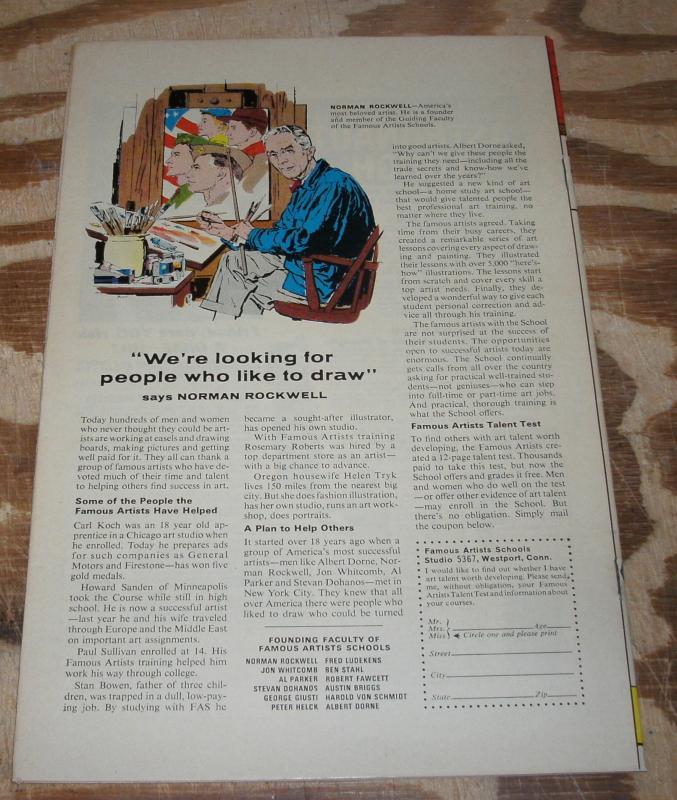 NORMAN ROCKWELL—America's
most beloved artist. He is a founder
and member of the Guiding Faculty
of the Famous Artists Schools.
"We're looking for
people who like to draw"
says NORMAN ROCKWELL
Today hundreds of men and women
who never thought they could be art-
ists are working at easels and drawing
boards, making pictures and getting
well paid for it. They all can thank a
group of famous artists who have de-
voted much of their time and talent
to helping others find success in art.
Some of the People the
Famous Artists Have Helped
Carl Koch was an 18 year old ap-
prentice in a Chicago art studio when
he enrolled. Today he prepares ads
for such companies as General
Motors and Firestone—has won five
gold medals.
Howard Sanden of Minneapolis
took the Course while still in high
school. He is now a successful artist
—last year he and his wife traveled
through Europe and the Middle East
on important art assignments.
Paul Sullivan enrolled at 14. His
Famous Artists training helped him
work his way through college.
Stan Bowen, father of three chil-
dren, was trapped in a dull, low-pay-
ing job. By studying with FAS he
became a sought-after illustrator,
has opened his own studio.
With Famous Artists training
Rosemary Roberts was hired by a
top department store as an artist—
with a big chance to advance.
Oregon housewife Helen Tryk
lives 150 miles from the nearest big
city. But she does fashion illustration,
has her own studio, runs an art work-
shop, does portraits.
A Plan to Help Others
It started over 18 years ago when a
group of America's most successful
artists—men like Albert Dorne, Nor-
man Rockwell, Jon Whitcomb, Al
Parker and Stevan Dohanos—met in
New York City. They knew that all
over America there were people who
liked to draw who could be turned
FOUNDING FACULTY OF
FAMOUS ARTISTS SCHOOLS
NORMAN ROCKWELL FRED LUDEKENS
JON WHITCOMB BEN STAHL
AL PARKER ROBERT FAWCETT
STEVAN DOHANOS AUSTIN BRIGGS
GEORGE GIUSTI HAROLD VON SCHMIDT
PETER HELCK ALBERT DORNE
into good artists. Albert Dorne asked,
"Why can't we give these people the
training they need—including all the
trade secrets and know-how we've
learned over the years?"
He suggested a new kind of art
school—a home study art school—
that would give talented people the
best professional art training, no
matter where they live.
The famous artists agreed. Taking
time from their busy careers, they
created a remarkable series of art
lessons covering every aspect of draw-
ing and painting. They illustrated
their lessons with over 5,000 "here's-
how" illustrations. The lessons start
from scratch and cover every skill a
top artist needs. Finally, they de-
veloped a wonderful way to give each
student personal correction and ad-
vice all through his training.
The famous artists with the School
are not surprised at the success of
their students. The opportunities
open to successful artists today are
enormous. The School continually
gets calls from all over the country
asking for practical well-trained stu-
dents—not geniuses—who can step
into full-time or part-time art jobs.
And practical, thorough training is
what the School offers.
Famous Artists Talent Test
To find others with art talent worth
developing, the Famous Artists cre-
ated a 12-page talent test. Thousands
paid to take this test, but now the
School offers and grades it free. Men
and women who do well on the test
—or offer other evidence of art talent
—may enroll in the School. But
there's no obligation. Simply mail
the coupon below.
Famous Artists Schools
Studio 5367, Westport, Conn.
I would like to find out whether I have
art talent worth developing. Please send
me, without obligation, your Famous
Artists Talent Test and information about
your courses.
Mr.
Mrs. Age
Miss Circle one and please print
Street
City
State Zip